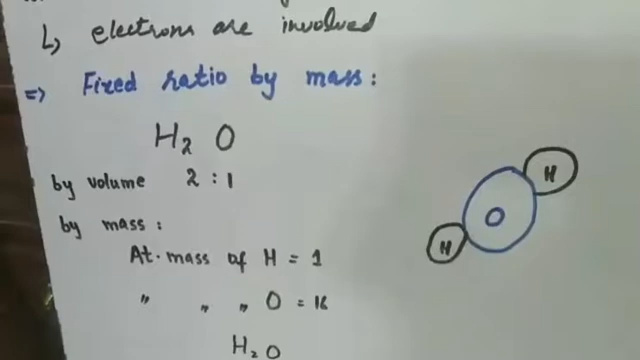 ↳ electrons are involved
⇒ Fixed ratio by mass:
H₂ O
by volume 2 : 1
by mass:
At. mass of H = 1
" " " O = 16
H₂O
H
O
H